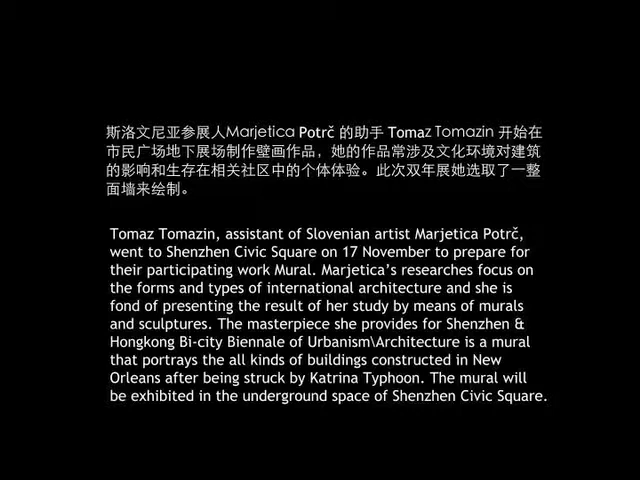 斯洛文尼亚参展人Marjetica Potrč 的助手 Tomaz Tomazin 开始在
市民广场地下展场制作壁画作品，她的作品常涉及文化环境对建筑
的影响和生存在相关社区中的个体体验。此次双年展她选取了一整
面墙来绘制。
Tomaz Tomazin, assistant of Slovenian artist Marjetica Potrč,
went to Shenzhen Civic Square on 17 November to prepare for
their participating work Mural. Marjetica’s researches focus on
the forms and types of international architecture and she is
fond of presenting the result of her study by means of murals
and sculptures. The masterpiece she provides for Shenzhen &
Hongkong Bi-city Biennale of Urbanism\Architecture is a mural
that portrays the all kinds of buildings constructed in New
Orleans after being struck by Katrina Typhoon. The mural will
be exhibited in the underground space of Shenzhen Civic Square.